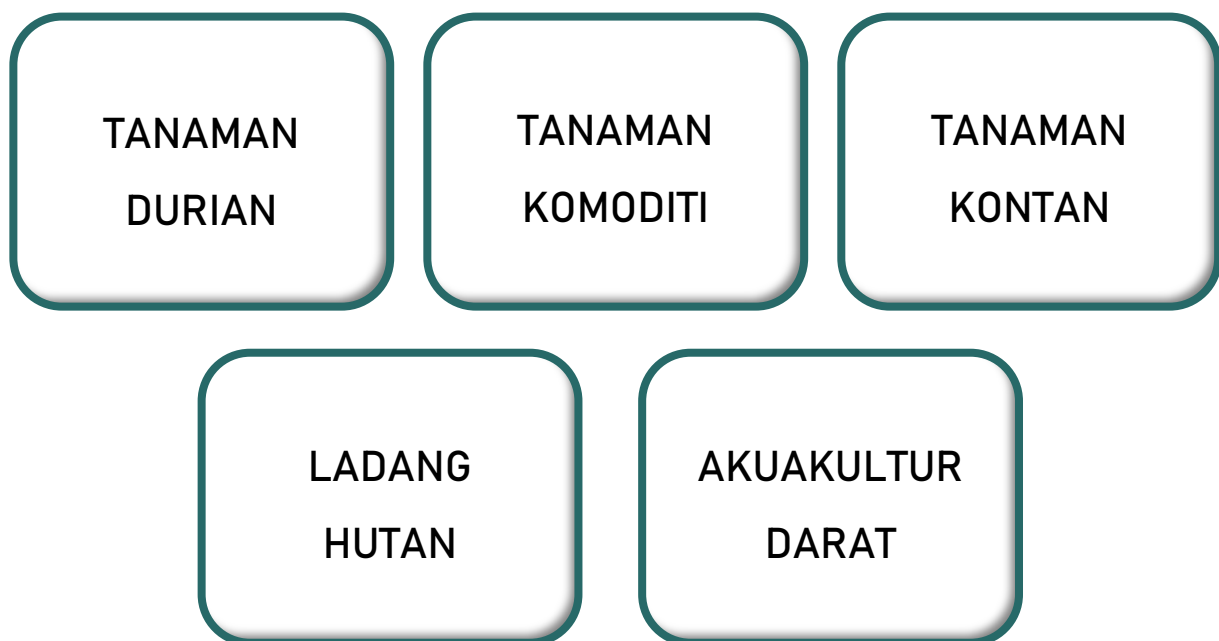 TANAMAN
DURIAN
TANAMAN
KOMODITI
TANAMAN
KONTAN
LADANG
HUTAN
AKUAKULTUR
DARAT